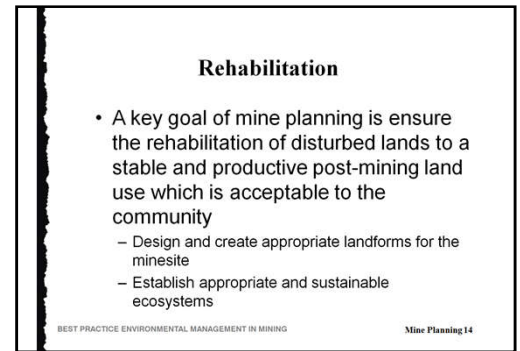 Rehabilitation
• A key goal of mine planning is ensure
the rehabilitation of disturbed lands to a
stable and productive post-mining land
use which is acceptable to the
community
– Design and create appropriate landforms for the
minesite
– Establish appropriate and sustainable
ecosystems
BEST PRACTICE ENVIRONMENTAL MANAGEMENT IN MINING
Mine Planning 14